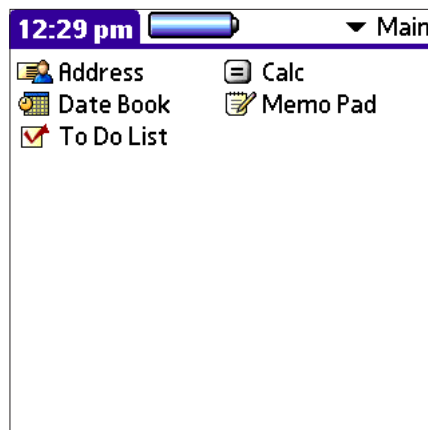 12:29 pm Main
Address Calc
Date Book Memo Pad
To Do List